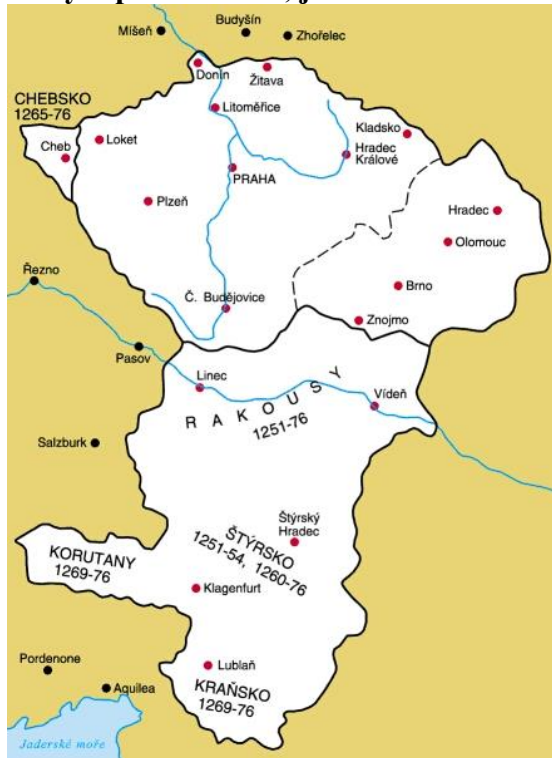 Míšeň
Budyšín
Zhořelec
Donín
Žitava
CHEBSKO
1265-76
Litoměřice
Cheb
Loket
Kladsko
Hradec
Králové
PRAHA
Plzeň
Hradec
Olomouc
Řezno
Brno
Č. Budějovice
Znojmo
Pasov
Linec
RAKOUSY
1251-76
Vídeň
Salzburk
Štýrský
Hradec
ŠTÝRSKO
1251-54, 1260-76
KORUTANY
1269-76
Klagenfurt
Pordenone
Lublaň
Aquilea
KRAŇSKO
1269-76
Jaderské moře